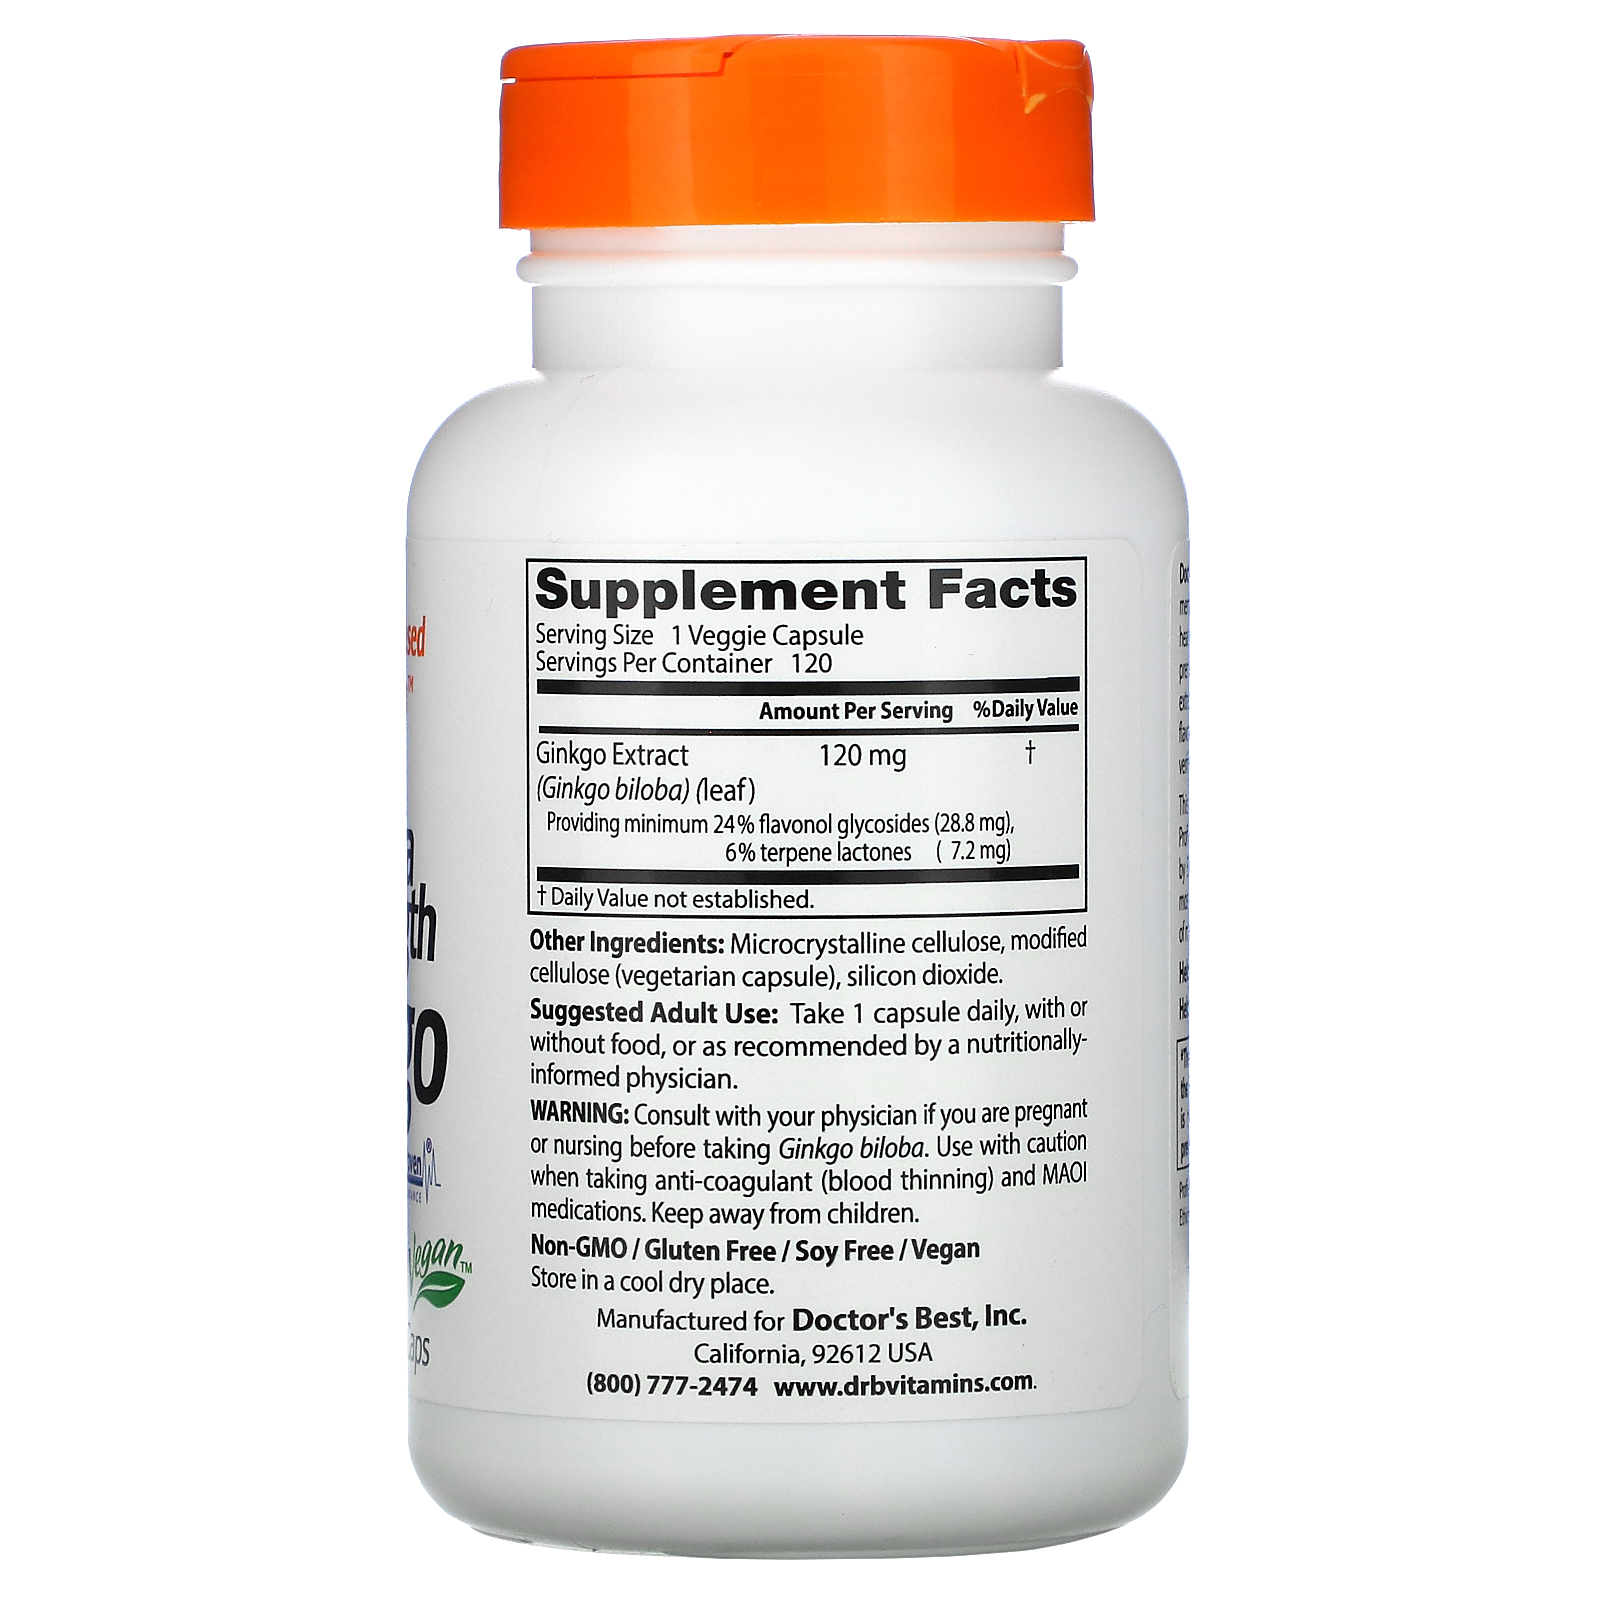 Supplement Facts
Serving Size 1 Veggie Capsule
Servings Per Container 120
Amount Per Serving %Daily Value
Ginkgo Extract 120 mg †
(Ginkgo biloba) (leaf)
Providing minimum 24% flavonol glycosides (28.8 mg),
6% terpene lactones ( 7.2 mg)
† Daily Value not established.
Other Ingredients: Microcrystalline cellulose, modified
cellulose (vegetarian capsule), silicon dioxide.
Suggested Adult Use: Take 1 capsule daily, with or
without food, or as recommended by a nutritionally-
informed physician.
WARNING: Consult with your physician if you are pregnant
or nursing before taking Ginkgo biloba. Use with caution
when taking anti-coagulant (blood thinning) and MAOI
medications. Keep away from children.
Non-GMO / Gluten Free / Soy Free / Vegan
Store in a cool dry place.
Manufactured for Doctor's Best, Inc.
California, 92612 USA
(800) 777-2474 www.drbvitamins.com.
vegan™